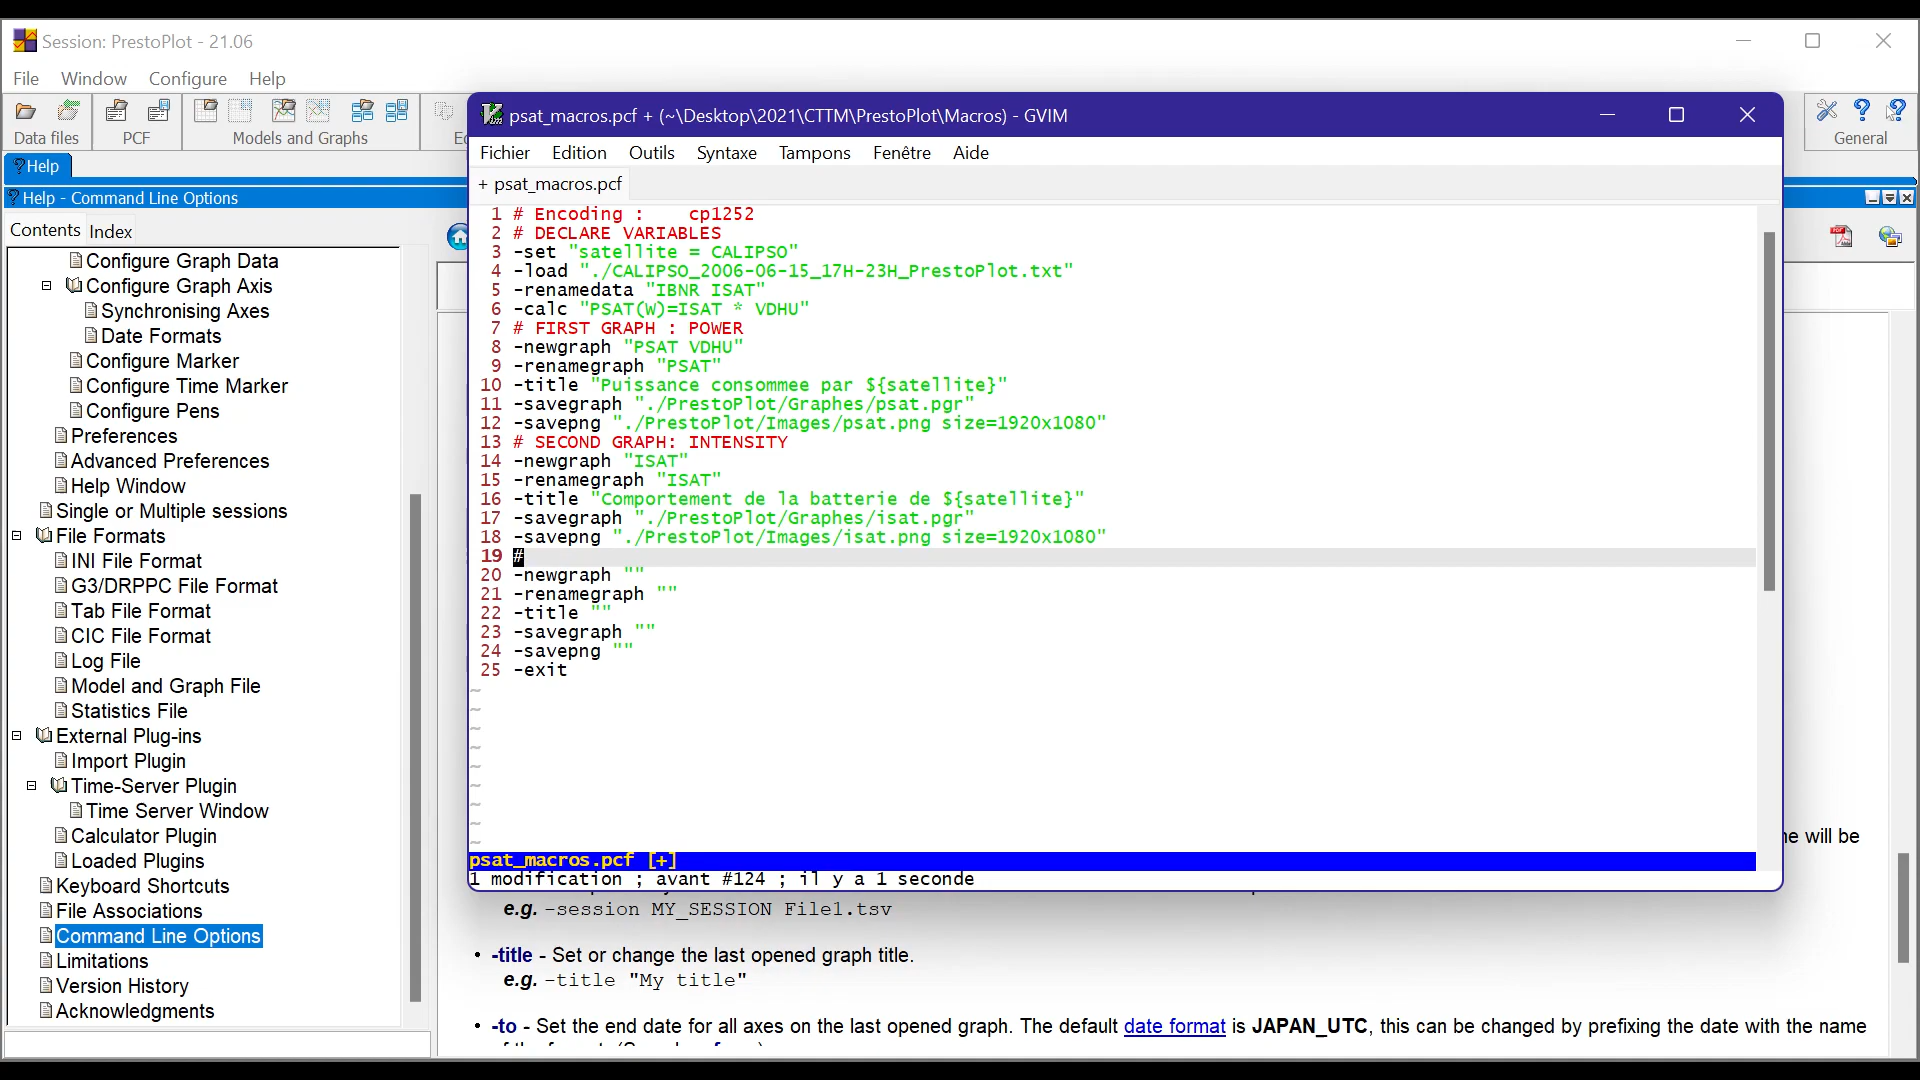 Session: PrestoPlot - 21.06
File Window Configure Help
Data files
PCF
Models and Graphs
General
?Help
? Help - Command Line Options
Contents Index
Configure Graph Data
Configure Graph Axis
Synchronising Axes
Date Formats
Configure Marker
Configure Time Marker
Configure Pens
Preferences
Advanced Preferences
Help Window
Single or Multiple sessions
File Formats
INI File Format
G3/DRPPC File Format
Tab File Format
CIC File Format
Log File
Model and Graph File
Statistics File
External Plug-ins
Import Plugin
Time-Server Plugin
Time Server Window
Calculator Plugin
Loaded Plugins
Keyboard Shortcuts
File Associations
Command Line Options
Limitations
Version History
Acknowledgments
psat_macros.pcf + (~\Desktop\2021\CTTM\PrestoPlot\Macros) - GVIM
Fichier Edition Outils Syntaxe Tampons Fenêtre Aide
+ psat_macros.pcf
1 # Encoding :    cp1252
2 # DECLARE VARIABLES
3 -set "satellite = CALIPSO"
4 -load "./CALIPSO_2006-06-15_17H-23H_PrestoPlot.txt"
5 -renamedata "IBNR ISAT"
6 -calc "PSAT(W)=ISAT * VDHU"
7 # FIRST GRAPH : POWER
8 -newgraph "PSAT VDHU"
9 -renamegraph "PSAT"
10 -title "Puissance consommee par ${satellite}"
11 -savegraph "./PrestoPlot/Graphes/psat.pgr"
12 -savepng "./PrestoPlot/Images/psat.png size=1920x1080"
13 # SECOND GRAPH: INTENSITY
14 -newgraph "ISAT"
15 -renamegraph "ISAT"
16 -title "Comportement de la batterie de ${satellite}"
17 -savegraph "./PrestoPlot/Graphes/isat.pgr"
18 -savepng "./PrestoPlot/Images/isat.png size=1920x1080"
19 #
20 -newgraph ""
21 -renamegraph ""
22 -title ""
23 -savegraph ""
24 -savepng ""
25 -exit
~
~
~
~
~
~
~
~
~
psat_macros.pcf [+]
1 modification ; avant #124 ; il y a 1 seconde
will be
e.g. -session MY_SESSION File1.tsv
• -title - Set or change the last opened graph title.
e.g. -title "My title"
• -to - Set the end date for all axes on the last opened graph. The default date format is JAPAN_UTC, this can be changed by prefixing the date with the name